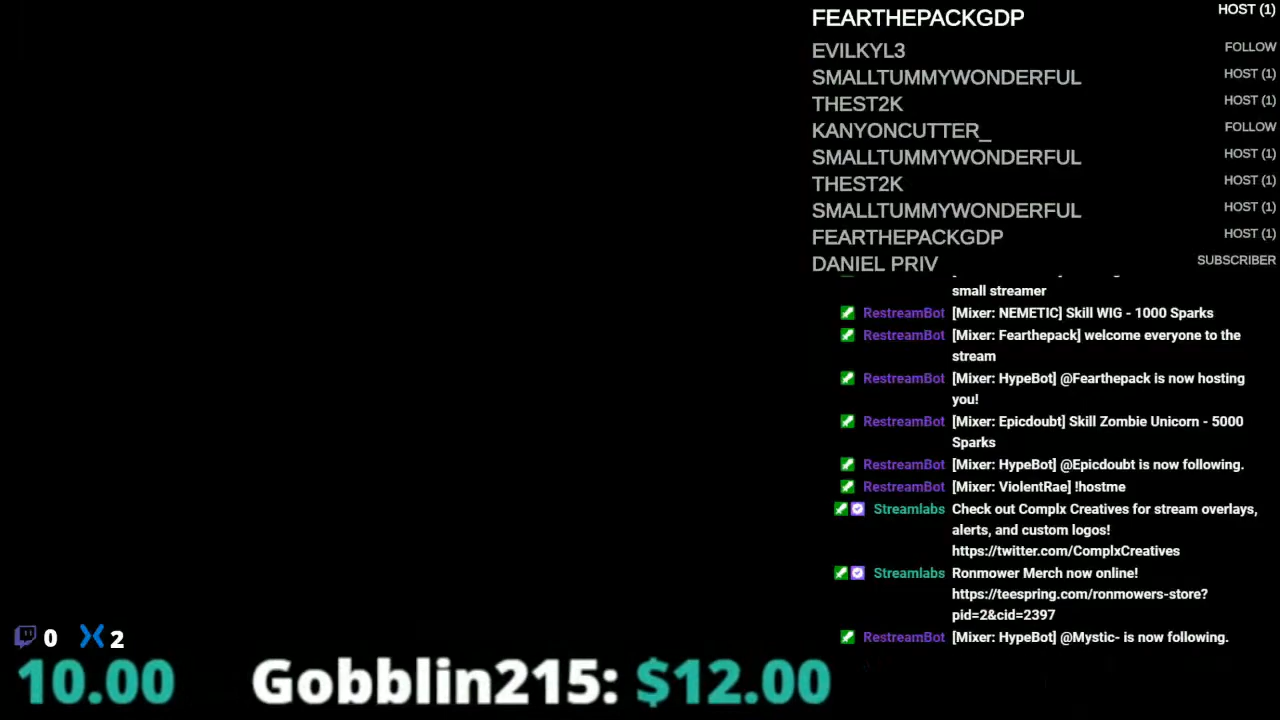 FEARTHEPACKGDP HOST (1)
EVILKYL3 FOLLOW
SMALLTUMMYWONDERFUL HOST (1)
THEST2K HOST (1)
KANYONCUTTER_ FOLLOW
SMALLTUMMYWONDERFUL HOST (1)
THEST2K HOST (1)
SMALLTUMMYWONDERFUL HOST (1)
FEARTHEPACKGDP HOST (1)
DANIEL PRIV SUBSCRIBER
small streamer
RestreamBot [Mixer: NEMETIC] Skill WIG - 1000 Sparks
RestreamBot [Mixer: Fearthepack] welcome everyone to the
stream
RestreamBot [Mixer: HypeBot] @Fearthepack is now hosting
you!
RestreamBot [Mixer: Epicdoubt] Skill Zombie Unicorn - 5000
Sparks
RestreamBot [Mixer: HypeBot] @Epicdoubt is now following.
RestreamBot [Mixer: ViolentRae] !hostme
Streamlabs Check out Complx Creatives for stream overlays,
alerts, and custom logos!
https://twitter.com/ComplxCreatives
Streamlabs Ronmower Merch now online!
https://teespring.com/ronmowers-store?
pid=2&cid=2397
RestreamBot [Mixer: HypeBot] @Mystic- is now following.
0 2
10.00 Gobblin215: $12.00